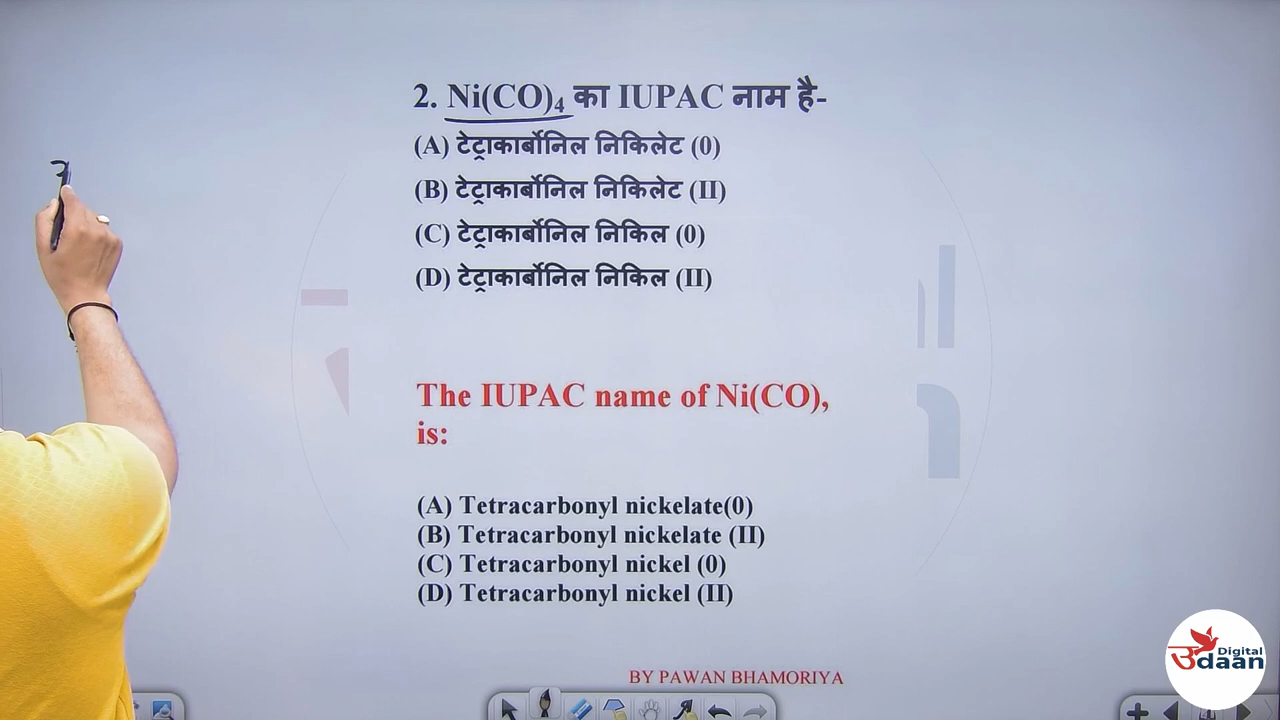 2. Ni(CO)₄ का IUPAC नाम है-
(A) टेट्राकार्बोनिल निकिलेट (0)
(B) टेट्राकार्बोनिल निकिलेट (II)
(C) टेट्राकार्बोनिल निकिल (0)
(D) टेट्राकार्बोनिल निकिल (II)
The IUPAC name of Ni(CO),
is:
(A) Tetracarbonyl nickelate(0)
(B) Tetracarbonyl nickelate (II)
(C) Tetracarbonyl nickel (0)
(D) Tetracarbonyl nickel (II)
BY PAWAN BHAMORIYA
Digital
उdaan